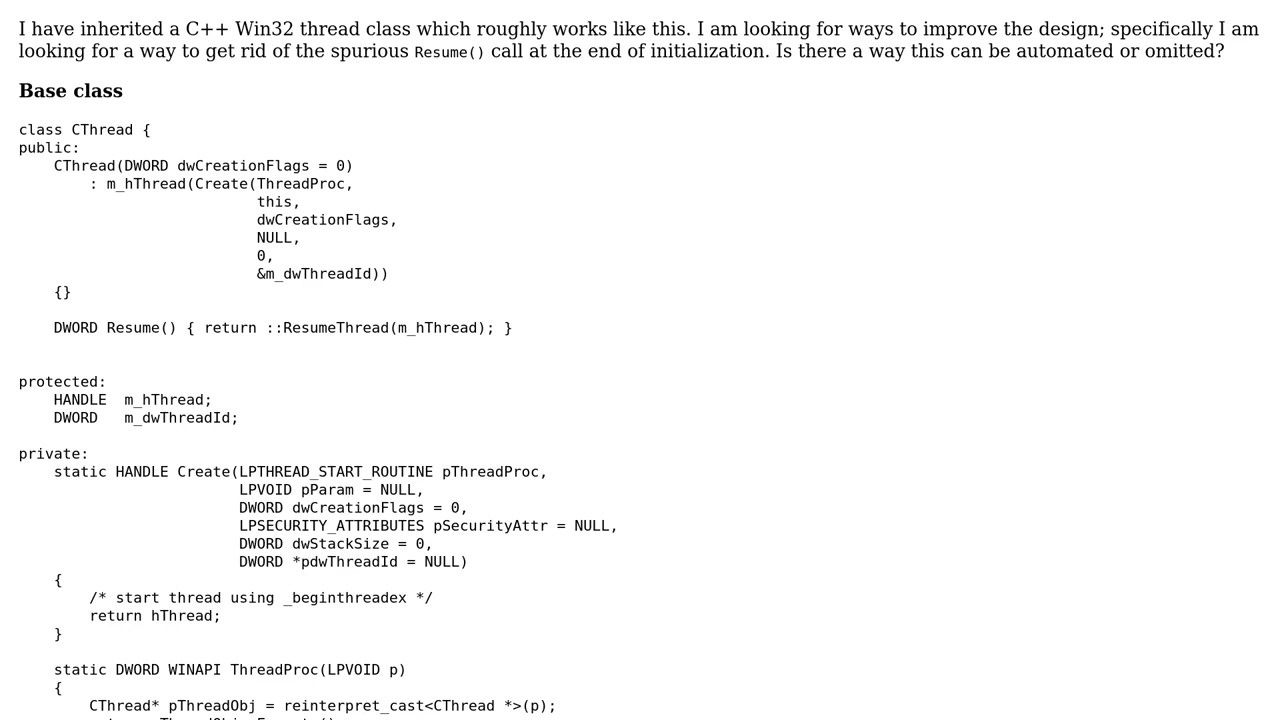 I have inherited a C++ Win32 thread class which roughly works like this. I am looking for ways to improve the design; specifically I am
looking for a way to get rid of the spurious Resume() call at the end of initialization. Is there a way this can be automated or omitted?
Base class
class CThread {
public:
    CThread(DWORD dwCreationFlags = 0)
        : m_hThread(Create(ThreadProc,
                           this,
                           dwCreationFlags,
                           NULL,
                           0,
                           &m_dwThreadId))
    {}
    DWORD Resume() { return ::ResumeThread(m_hThread); }
protected:
    HANDLE  m_hThread;
    DWORD   m_dwThreadId;
private:
    static HANDLE Create(LPTHREAD_START_ROUTINE pThreadProc,
                         LPVOID pParam = NULL,
                         DWORD dwCreationFlags = 0,
                         LPSECURITY_ATTRIBUTES pSecurityAttr = NULL,
                         DWORD dwStackSize = 0,
                         DWORD *pdwThreadId = NULL)
    {
        /* start thread using _beginthreadex */
        return hThread;
    }
    static DWORD WINAPI ThreadProc(LPVOID p)
    {
        CThread* pThreadObj = reinterpret_cast<CThread *>(p);